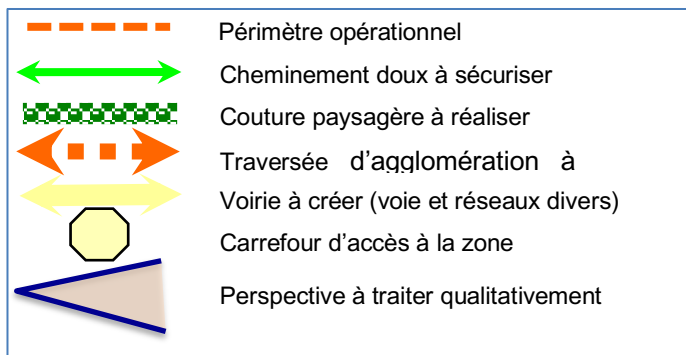 Périmètre opérationnel
Cheminement doux à sécuriser
Couture paysagère à réaliser
Traversée d'agglomération à
Voirie à créer (voie et réseaux divers)
Carrefour d'accès à la zone
Perspective à traiter qualitativement